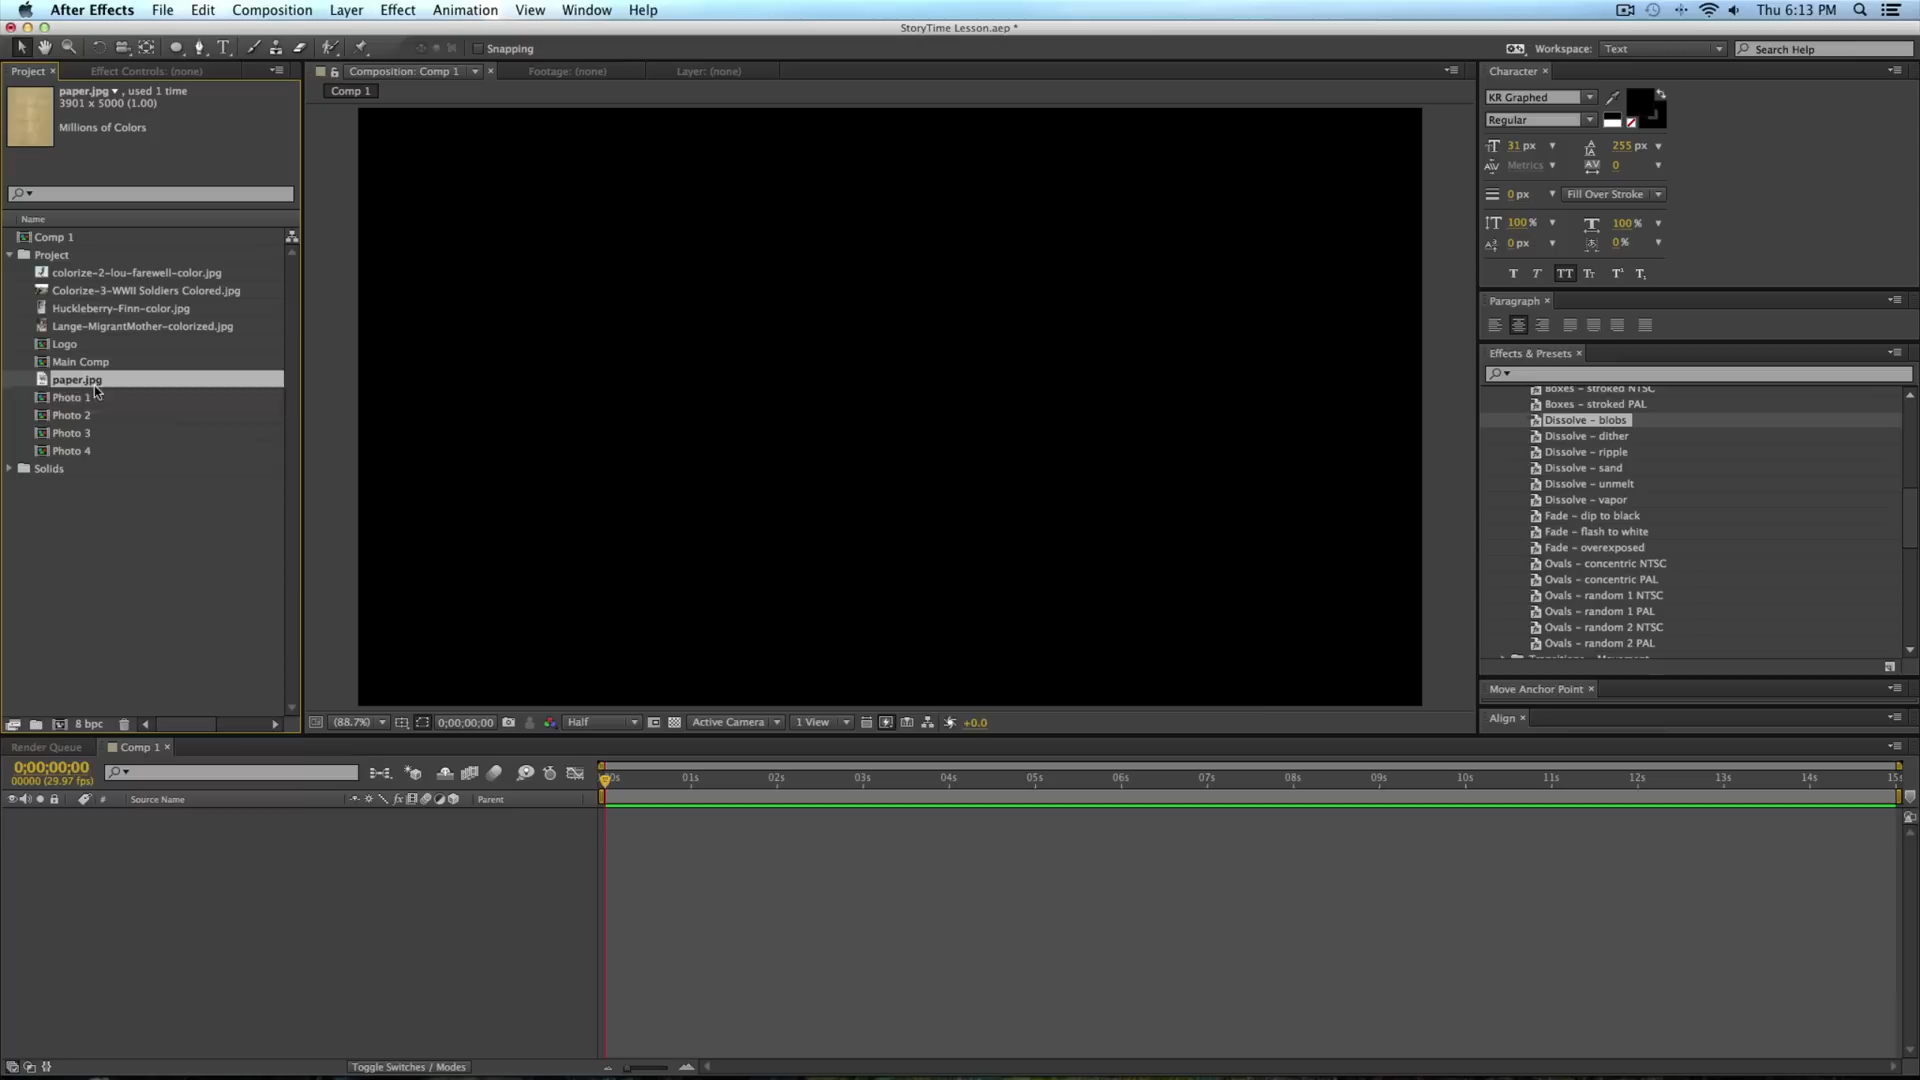 After Effects File Edit Composition Layer Effect Animation View Window Help Thu 6:13 PM
StoryTime Lesson.aep *
Snapping Workspace: Text Search Help
Project × Effect Controls: (none)
paper.jpg , used 1 time
3901 x 5000 (1.00)
Millions of Colors
Name
Comp 1
Project
colorize-2-lou-farewell-color.jpg
Colorize-3-WWII Soldiers Colored.jpg
Huckleberry-Finn-color.jpg
Lange-MigrantMother-colorized.jpg
Logo
Main Comp
paper.jpg
Photo 1
Photo 2
Photo 3
Photo 4
Solids
8 bpc
Composition: Comp 1 × Footage: (none) Layer: (none)
Comp 1
(88.7%) 0;00;00;00 Half Active Camera 1 View +0.0
Character ×
KR Graphed
Regular
31 px 255 px
Metrics 0
0 px Fill Over Stroke
100 % 100 %
0 px 0 %
T T TT Tt T¹ T₁
Paragraph ×
Effects & Presets ×
Boxes - stroked NTSC
Boxes - stroked PAL
Dissolve - blobs
Dissolve - dither
Dissolve - ripple
Dissolve - sand
Dissolve - unmelt
Dissolve - vapor
Fade - dip to black
Fade - flash to white
Fade - overexposed
Ovals - concentric NTSC
Ovals - concentric PAL
Ovals - random 1 NTSC
Ovals - random 1 PAL
Ovals - random 2 NTSC
Ovals - random 2 PAL
Move Anchor Point ×
Align ×
Render Queue Comp 1 ×
0;00;00;00
00000 (29.97 fps)
# Source Name Parent
00s 01s 02s 03s 04s 05s 06s 07s 08s 09s 10s 11s 12s 13s 14s 15s
Toggle Switches / Modes